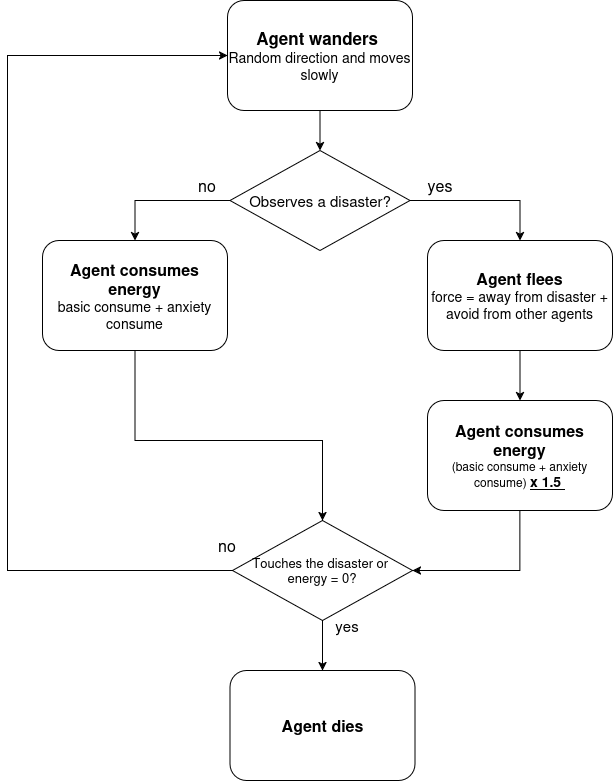 Agent wanders
Random direction and moves
slowly
Observes a disaster?
no
yes
Agent consumes
energy
basic consume + anxiety
consume
Agent flees
force = away from disaster +
avoid from other agents
Agent consumes
energy
(basic consume + anxiety
consume) x 1.5
Touches the disaster or
energy = 0?
no
yes
Agent dies